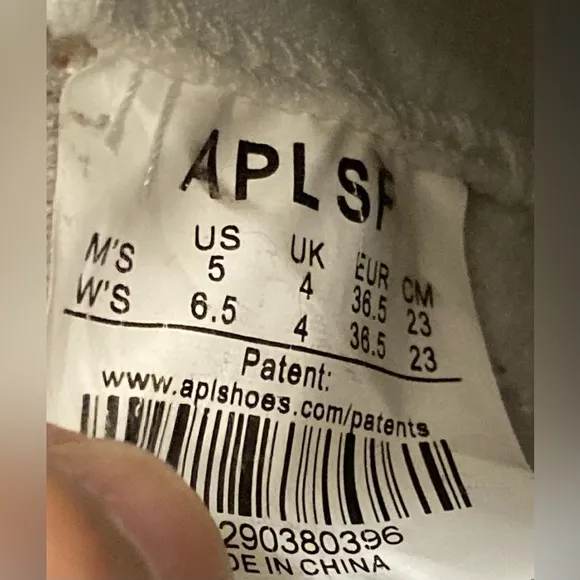 APLSP
US UK EUR CM
M'S 5 4 36.5 23
W'S 6.5 4 36.5 23
Patent:
www.aplshoes.com/patents
290380396
DE IN CHINA